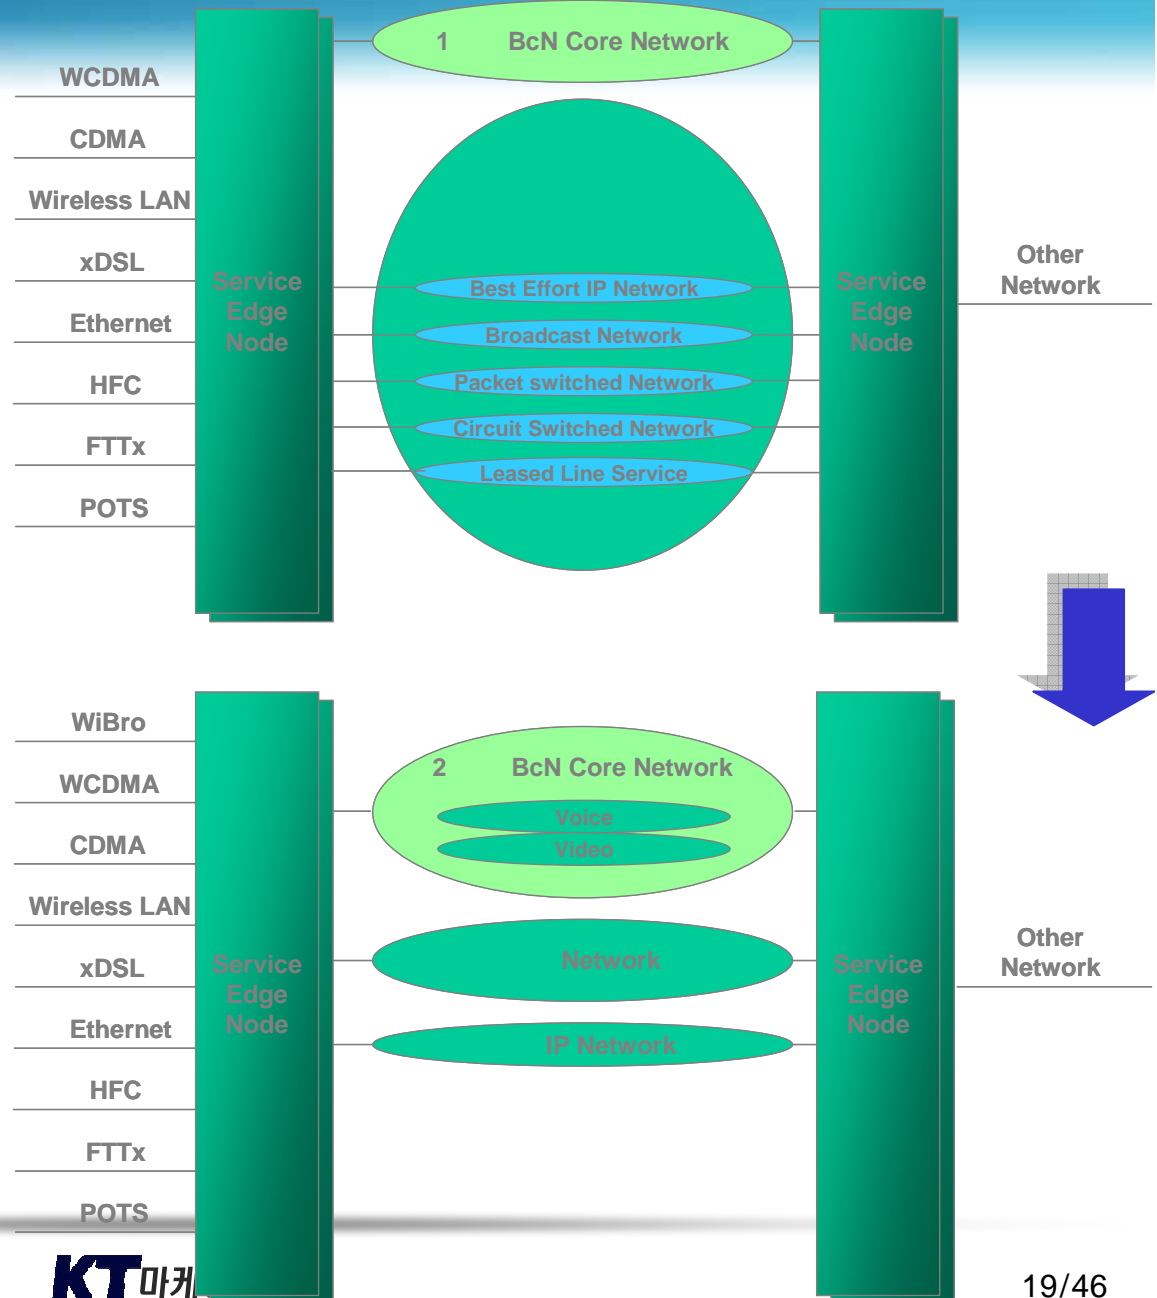 1 BcN Core Network
WCDMA
CDMA
Wireless LAN
xDSL
Ethernet
HFC
FTTx
POTS
Service
Edge
Node
Best Effort IP Network
Broadcast Network
Packet switched Network
Circuit Switched Network
Leased Line Service
Service
Edge
Node
Other
Network
WiBro
WCDMA
CDMA
Wireless LAN
xDSL
Ethernet
HFC
FTTx
POTS
Service
Edge
Node
2 BcN Core Network
Voice
Video
Network
IP Network
Service
Edge
Node
Other
Network
KT 마케
19/46